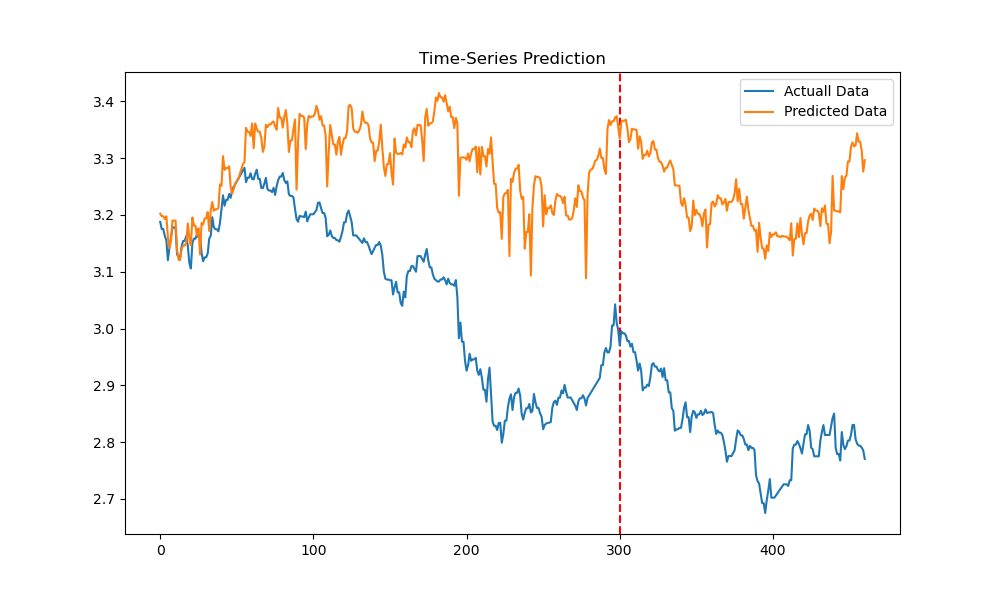 Time-Series Prediction
Actuall Data
Predicted Data
3.4
3.3
3.2
3.1
3.0
2.9
2.8
2.7
0 100 200 300 400